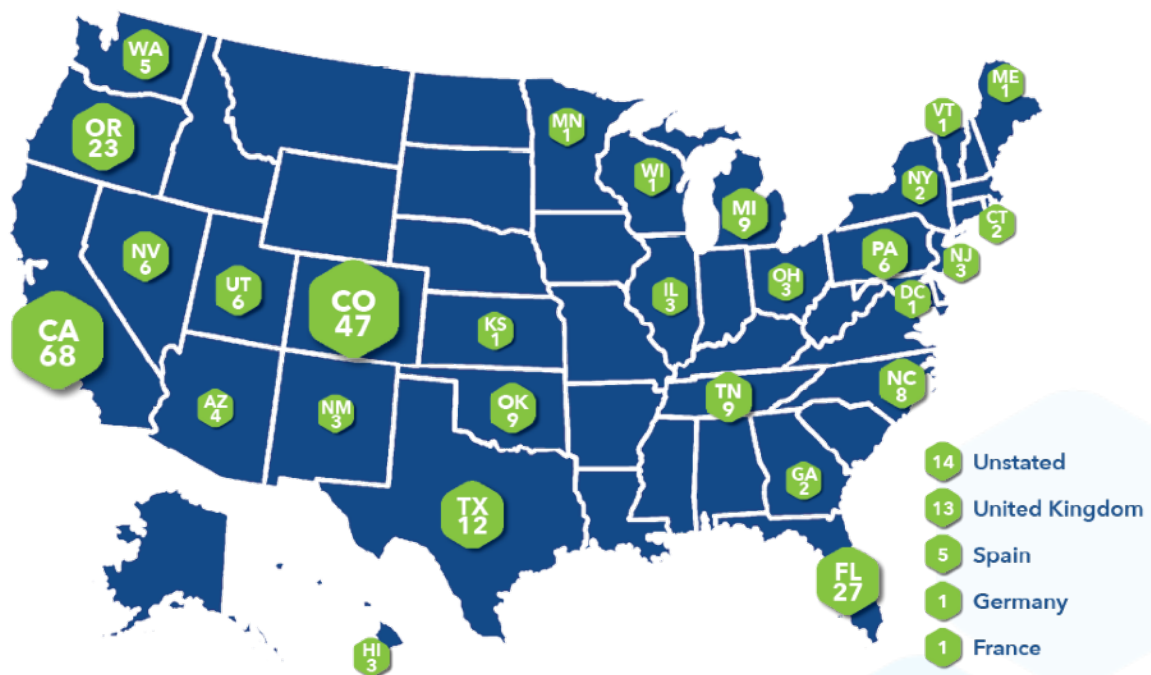 WA
5
OR
23
NV
6
UT
6
CA
68
CO
47
AZ
4
NM
3
KS
1
OK
9
TX
12
HI
3
MN
1
WI
1
MI
9
IL
3
OH
3
TN
9
GA
2
FL
27
NC
8
DC
1
PA
6
NJ
3
CT
2
NY
2
VT
1
ME
1
14 Unstated
13 United Kingdom
5 Spain
1 Germany
1 France